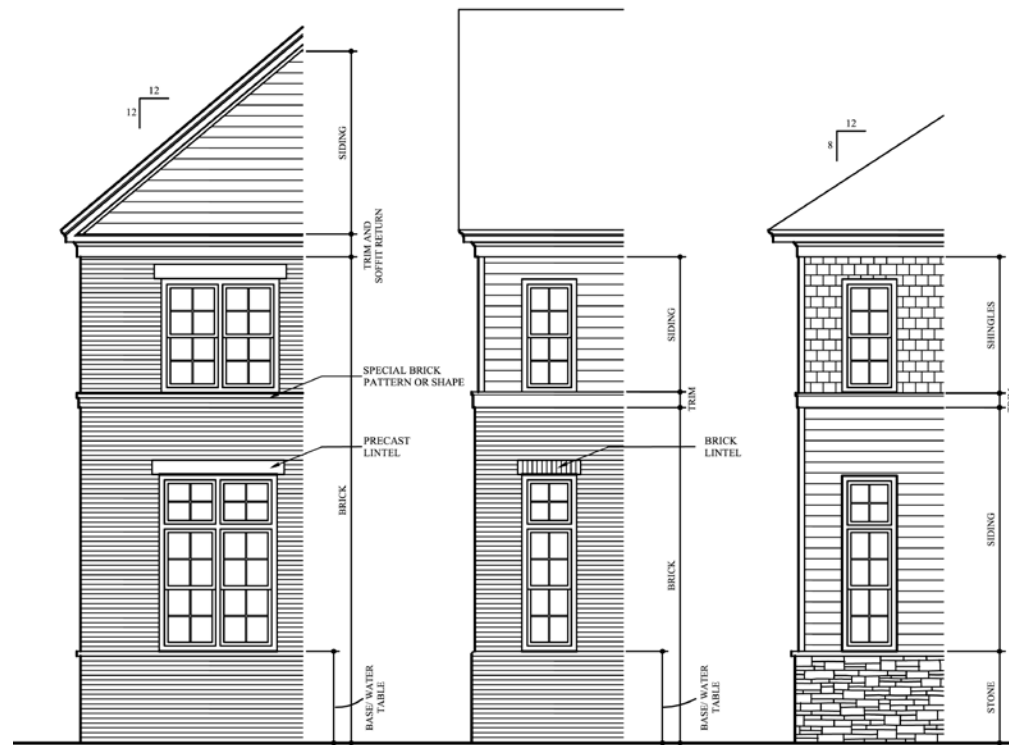 12
12
SIDING
TRIM AND
SOFFIT RETURN
SPECIAL BRICK
PATTERN OR SHAPE
PRECAST
LINTEL
BRICK
BASE/ WATER
TABLE
SIDING
TRIM
BRICK
LINTEL
BRICK
BASE/ WATER
TABLE
12
8
SHINGLES
TRIM
SIDING
STONE